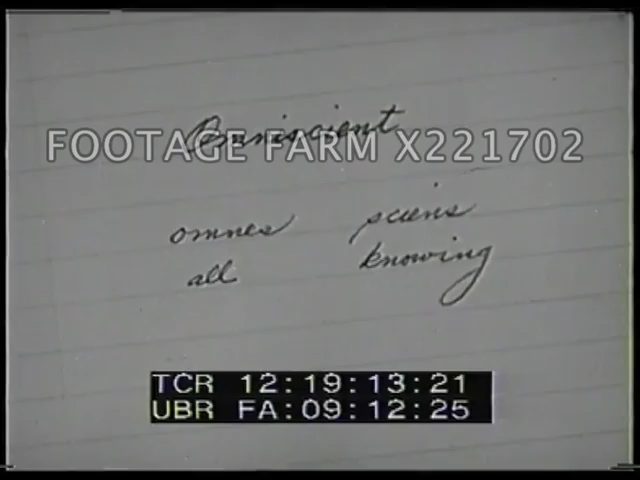 Omniscient
FOOTAGE FARM X221702
omnes sciens
all knowing
TCR 12:19:13:21
UBR FA:09:12:25